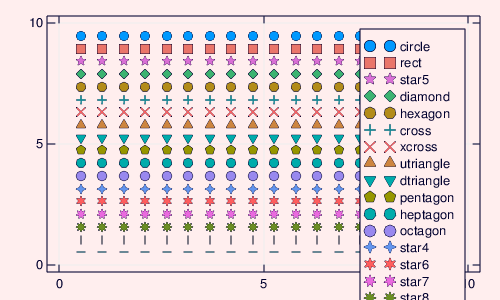 10
5
0
0
5
0
circle
rect
star5
diamond
hexagon
cross
xcross
utriangle
dtriangle
pentagon
heptagon
octagon
star4
star6
star7
star8